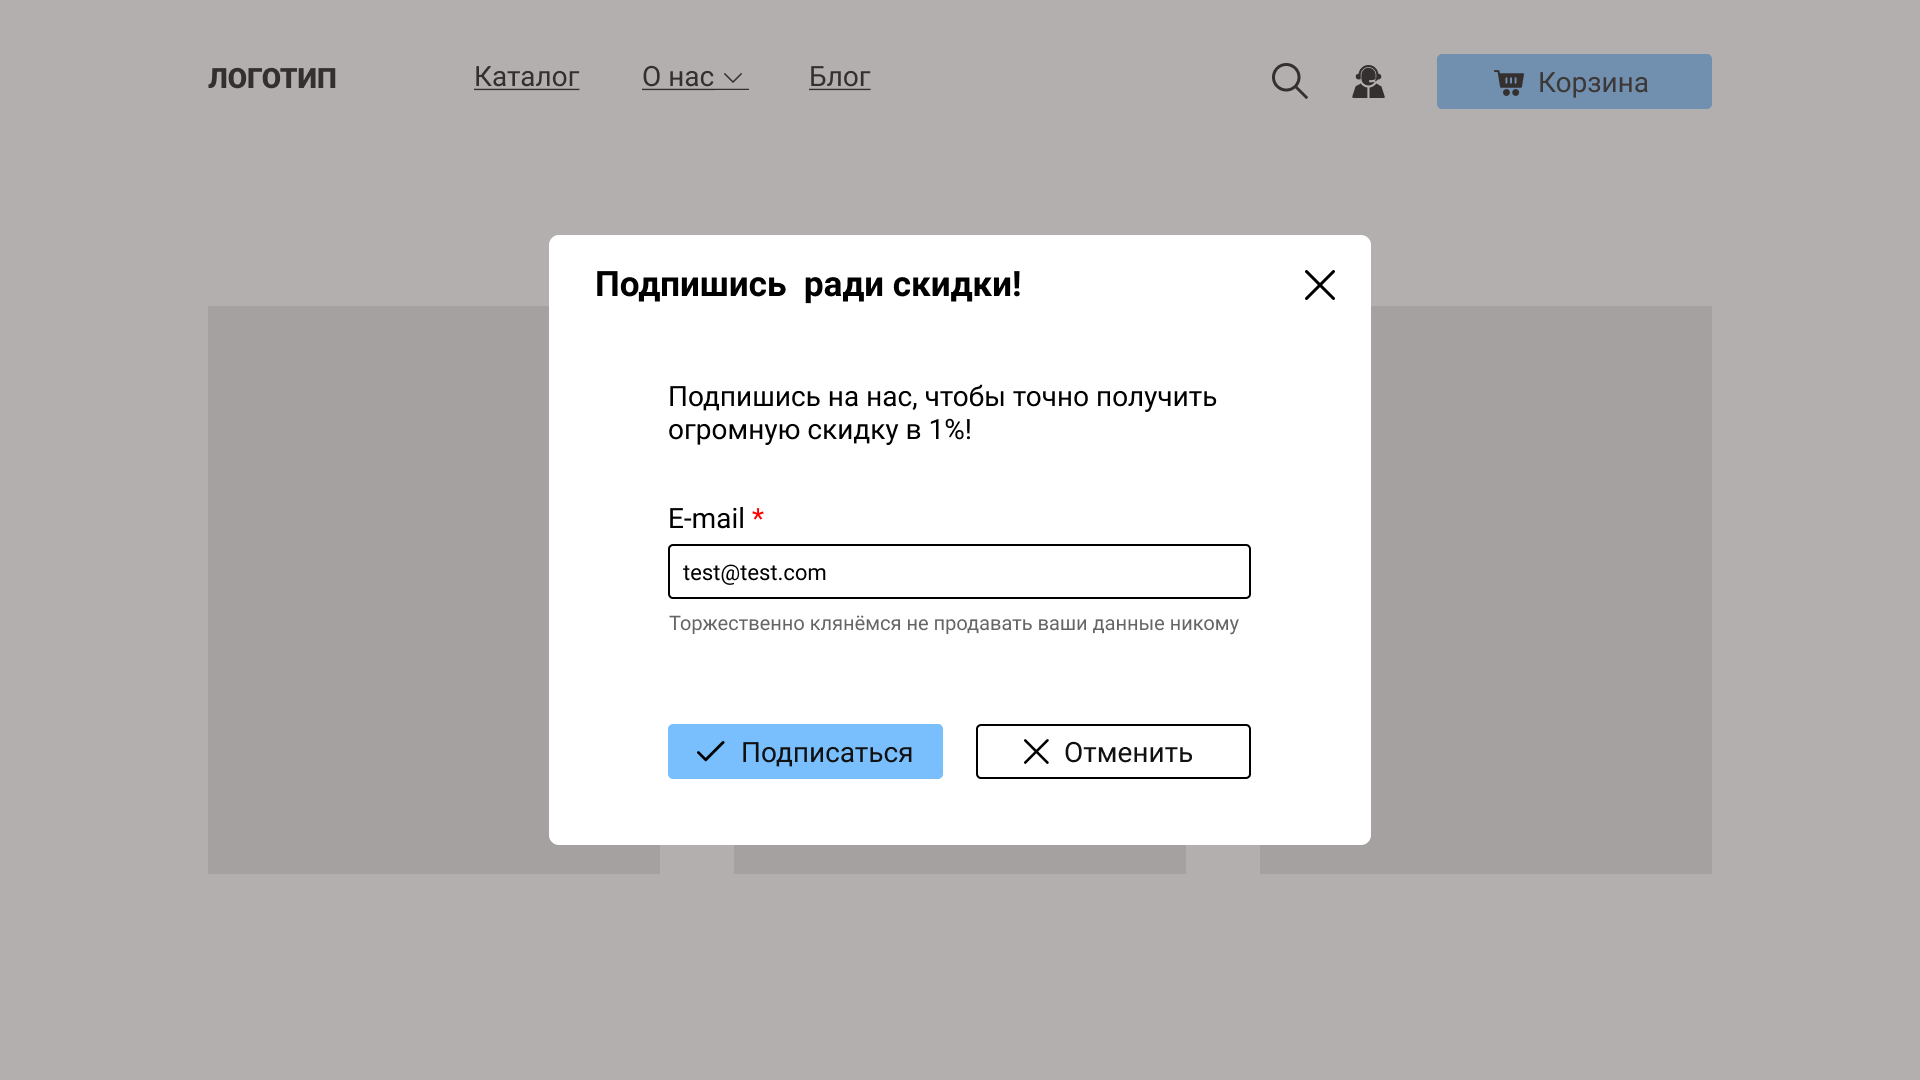 ЛОГОТИП
Каталог
О нас
Блог
Корзина
Подпишись ради скидки!
Подпишись на нас, чтобы точно получить
огромную скидку в 1%!
E-mail *
test@test.com
Торжественно клянёмся не продавать ваши данные никому
Подписаться
Отменить